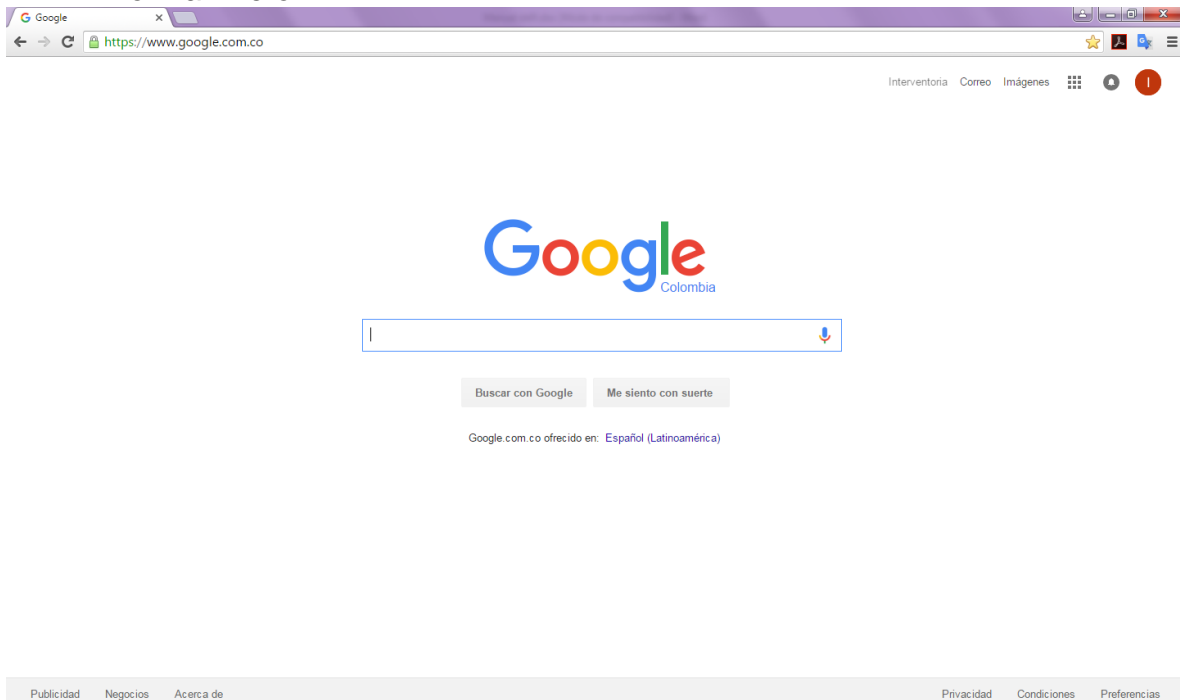 Google
https://www.google.com.co
Interventoria Correo Imágenes I
Google
Colombia
Buscar con Google Me siento con suerte
Google.com.co ofrecido en: Español (Latinoamérica)
Publicidad Negocios Acerca de Privacidad Condiciones Preferencias